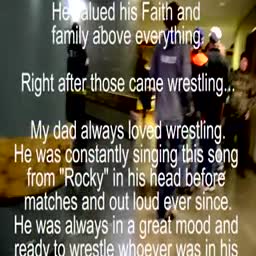 He valued his Faith and
family above everything.
Right after those came wrestling...
My dad always loved wrestling.
He was constantly singing this song
from "Rocky" in his head before
matches and out loud ever since.
He was always in a great mood and
ready to wrestle whoever was in his